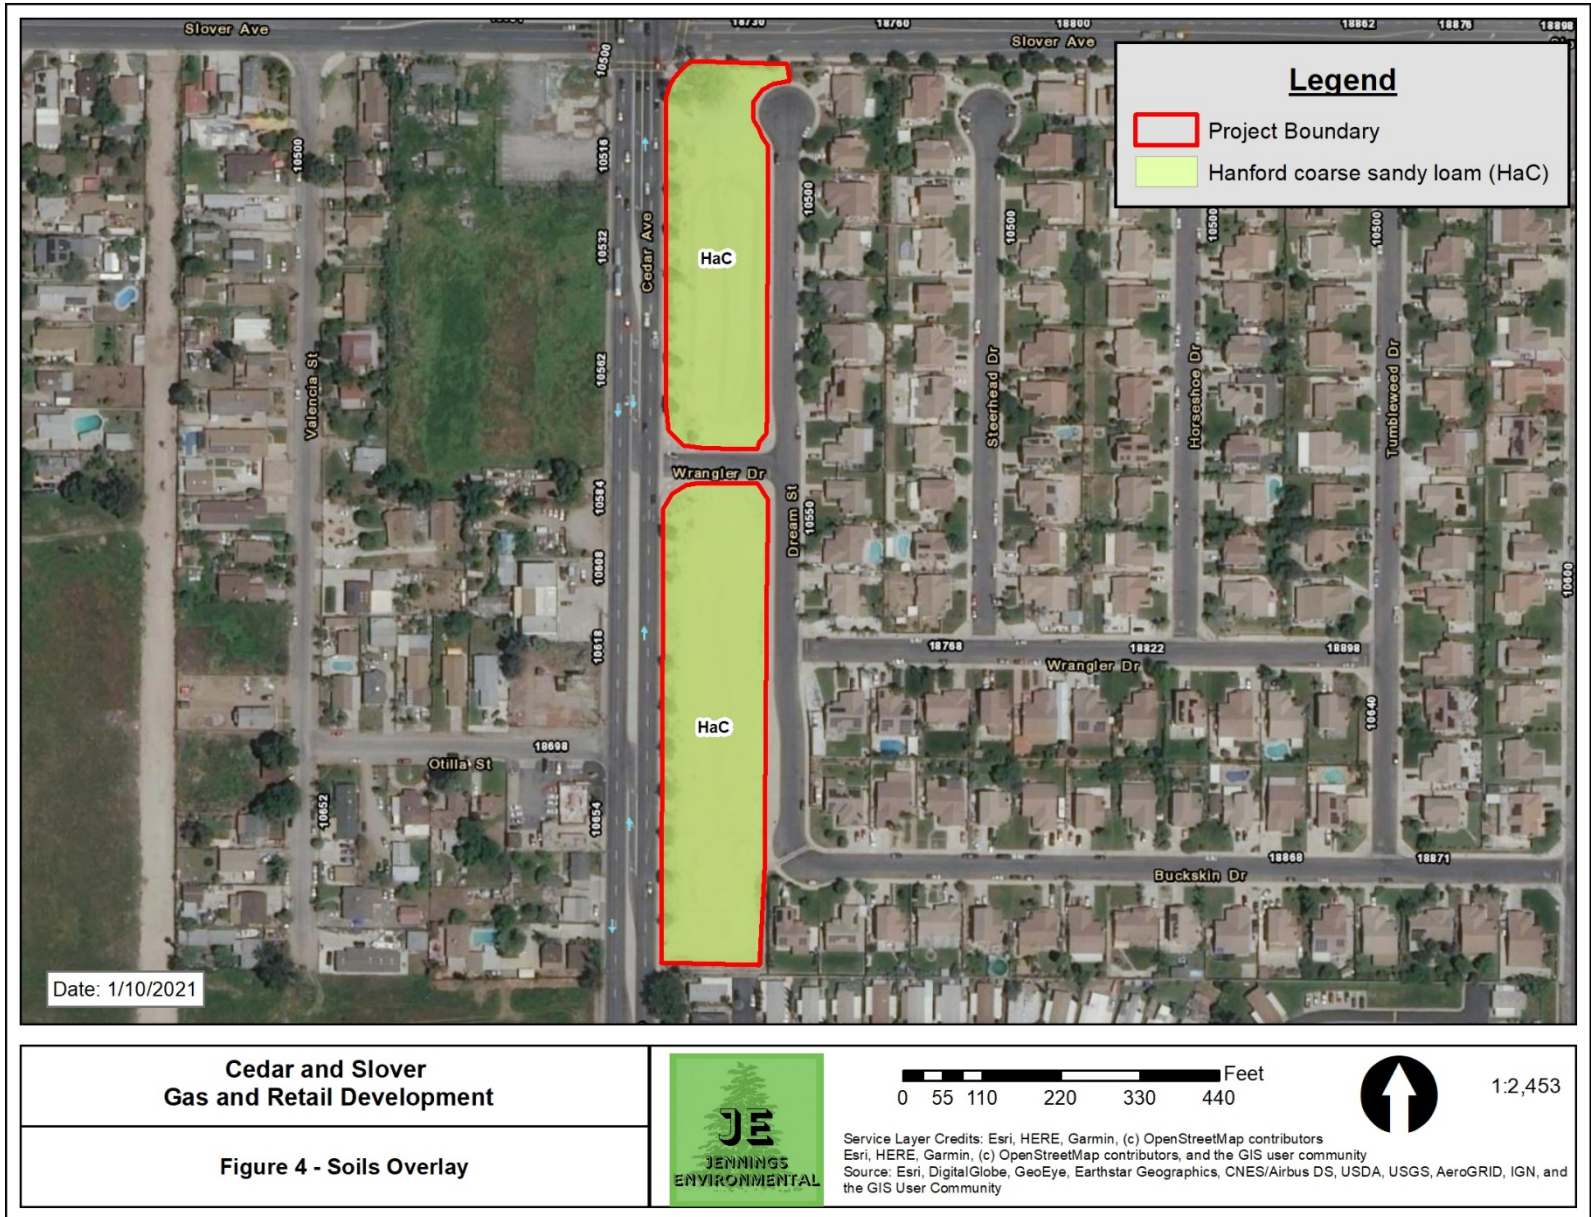 18730
18760
18800
18862
18876
18898
Slover Ave
Slover Ave
Legend
Project Boundary
Hanford coarse sandy loam (HaC)
10500
10500
10516
10532
10562
10584
10608
10618
10654
Cedar Ave
HaC
10500
10500
10500
10500
Valencia St
Steerhead Dr
Horseshoe Dr
Tumbleweed Dr
Wrangler Dr
Dream St
10550
10600
18768
18822
18898
Wrangler Dr
10640
HaC
18698
Otilla St
10652
18868
18871
Buckskin Dr
Date: 1/10/2021
Cedar and Slover
Gas and Retail Development
Figure 4 - Soils Overlay
JE
JENNINGS
ENVIRONMENTAL
Feet
0 55 110 220 330 440
1:2,453
Service Layer Credits: Esri, HERE, Garmin, (c) OpenStreetMap contributors
Esri, HERE, Garmin, (c) OpenStreetMap contributors, and the GIS user community
Source: Esri, DigitalGlobe, GeoEye, Earthstar Geographics, CNES/Airbus DS, USDA, USGS, AeroGRID, IGN, and
the GIS User Community